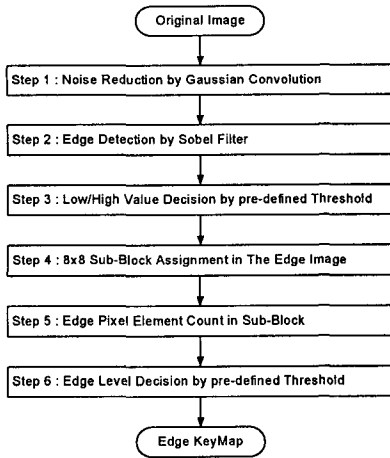 Original Image
Step 1 : Noise Reduction by Gaussian Convolution
Step 2 : Edge Detection by Sobel Filter
Step 3 : Low/High Value Decision by pre-defined Threshold
Step 4 : 8x8 Sub-Block Assignment in The Edge Image
Step 5 : Edge Pixel Element Count in Sub-Block
Step 6 : Edge Level Decision by pre-defined Threshold
Edge KeyMap